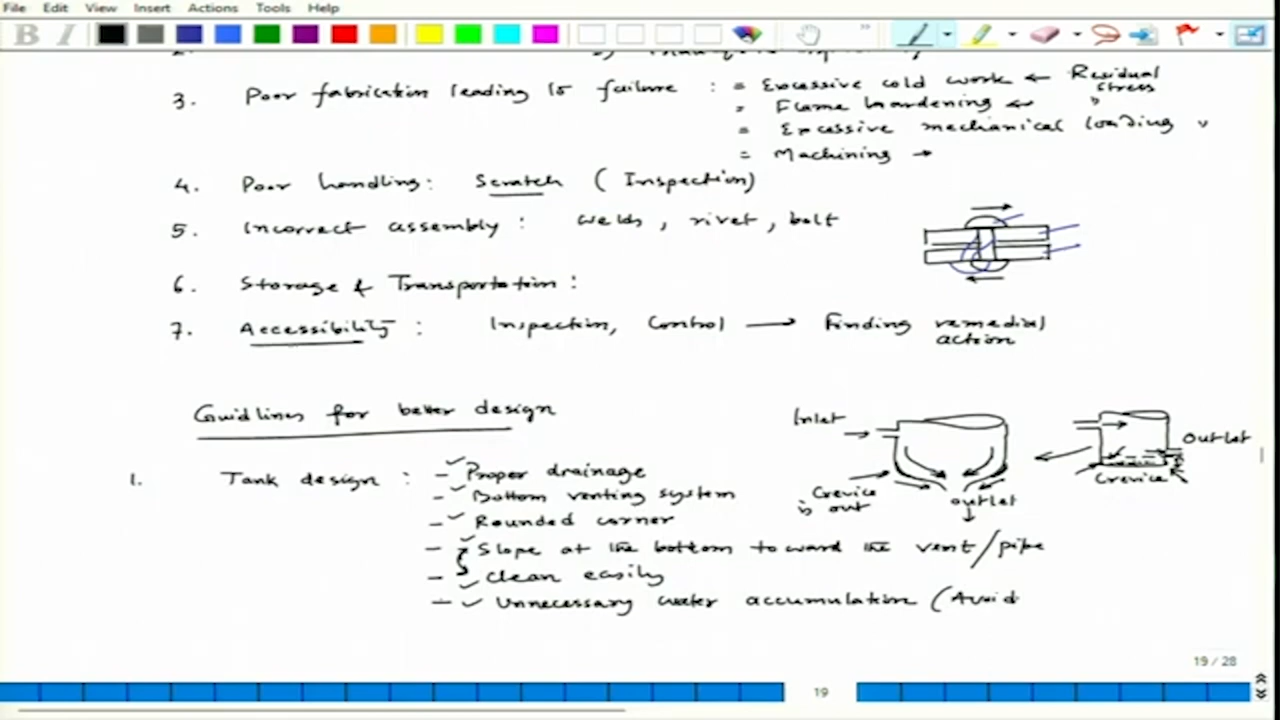 File Edit View Insert Actions Tools Help
B I
3. Poor fabrication leading to failure : = Excessive cold work ← Residual stress
= Flame hardening ←
= Excessive mechanical loading
= Machining →
4. Poor handling: Scratch (Inspection)
5. Incorrect assembly : welds, rivet, bolt
6. Storage & Transportation :
7. Accessibility : Inspection, Control → Finding remedial action
Guidlines for better design
Inlet
Outlet
Crevice
Crevice is out
outlet
1. Tank design : - Proper drainage
- Bottom venting system
- Rounded corner
- Slope at the bottom toward the vent/pipe
- Clean easily
- Unnecessary water accumulation (Avoid
19 / 28
19